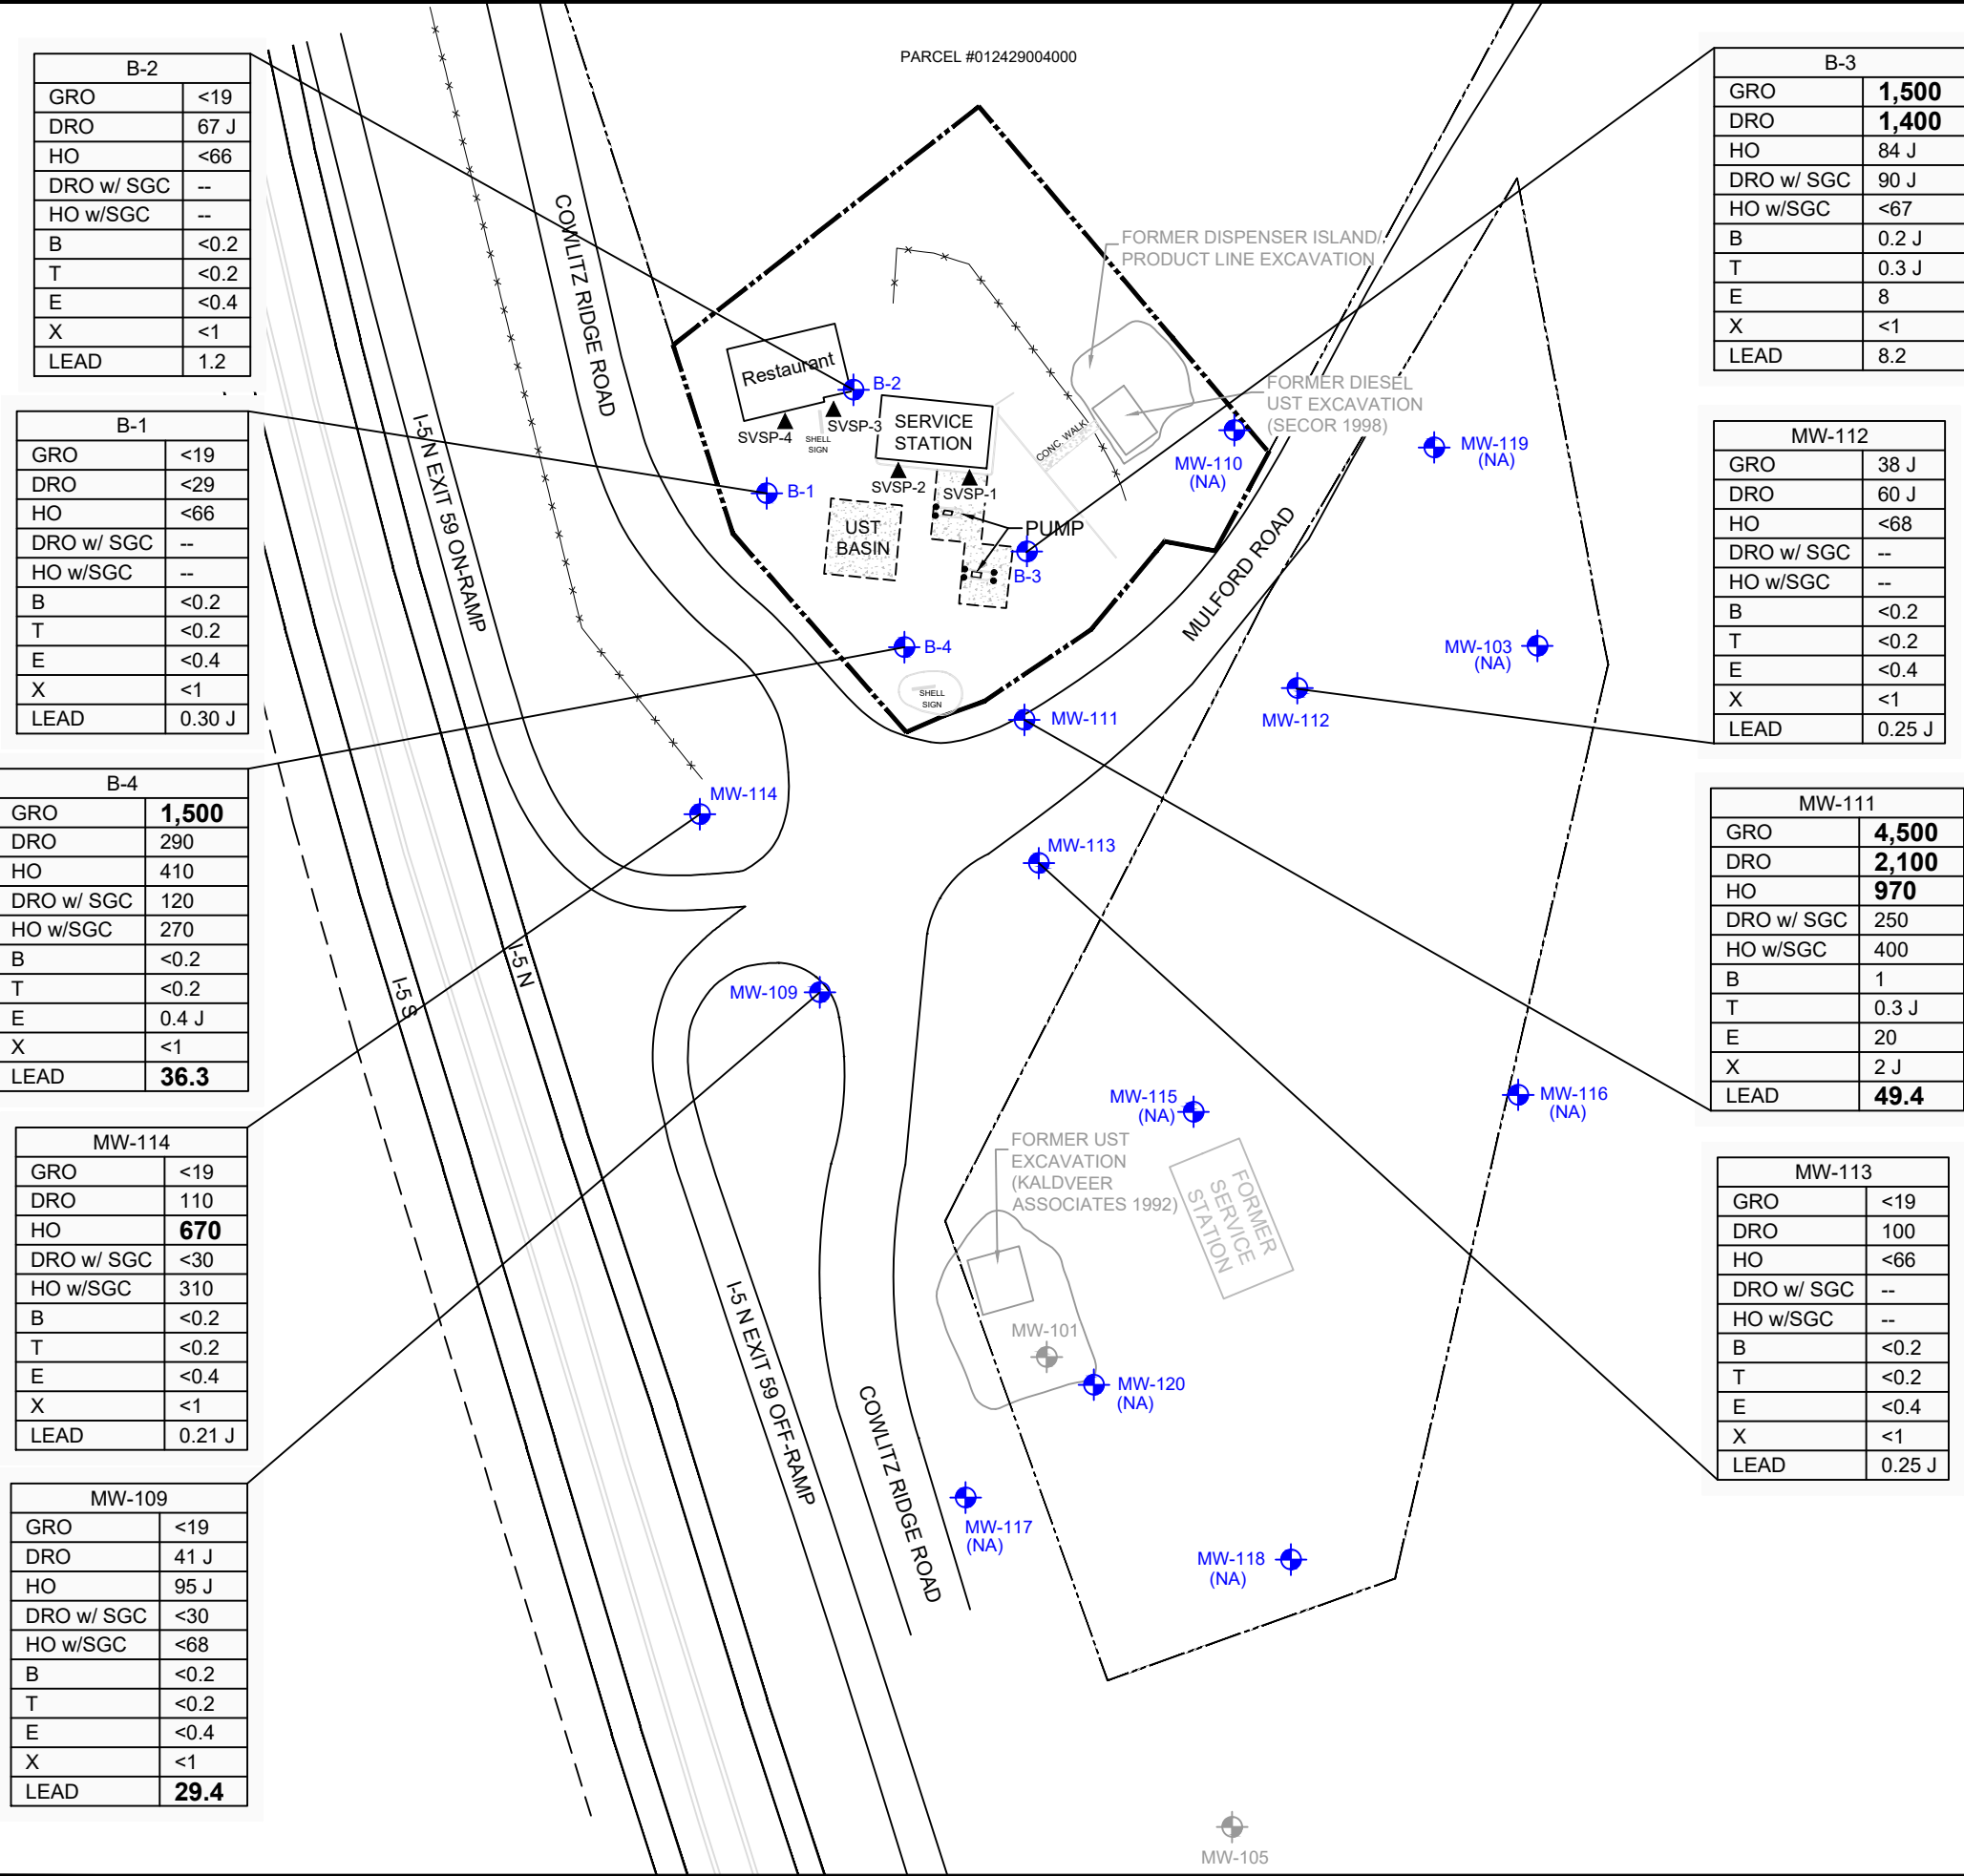 PARCEL #012429004000
B-2
GRO <19
DRO 67 J
HO <66
DRO w/ SGC --
HO w/SGC --
B <0.2
T <0.2
E <0.4
X <1
LEAD 1.2
B-1
GRO <19
DRO <29
HO <66
DRO w/ SGC --
HO w/SGC --
B <0.2
T <0.2
E <0.4
X <1
LEAD 0.30 J
B-4
GRO 1,500
DRO 290
HO 410
DRO w/ SGC 120
HO w/SGC 270
B <0.2
T <0.2
E 0.4 J
X <1
LEAD 36.3
MW-114
GRO <19
DRO 110
HO 670
DRO w/ SGC <30
HO w/SGC 310
B <0.2
T <0.2
E <0.4
X <1
LEAD 0.21 J
MW-109
GRO <19
DRO 41 J
HO 95 J
DRO w/ SGC <30
HO w/SGC <68
B <0.2
T <0.2
E <0.4
X <1
LEAD 29.4
COWLITZ RIDGE ROAD
I-5 N EXIT 59 ON-RAMP
I-5 N
I-5 S
FORMER DISPENSER ISLAND/
PRODUCT LINE EXCAVATION
Restaurant
B-2
FORMER DIESEL
UST EXCAVATION
(SECOR 1998)
SERVICE
STATION
SVSP-4
SVSP-3
SHELL
SIGN
CONC. WALK
MW-110
(NA)
MW-119
(NA)
B-1
SVSP-2
SVSP-1
UST
BASIN
PUMP
B-3
MULFORD ROAD
B-4
SHELL
SIGN
MW-103
(NA)
MW-111
MW-112
MW-114
MW-113
MW-109
MW-115
(NA)
MW-116
(NA)
FORMER UST
EXCAVATION
(KALDVEER
ASSOCIATES 1992)
FORMER
SERVICE
STATION
I-5 N EXIT 59 OFF-RAMP
MW-101
MW-120
(NA)
COWLITZ RIDGE ROAD
MW-117
(NA)
MW-118
(NA)
MW-105
B-3
GRO 1,500
DRO 1,400
HO 84 J
DRO w/ SGC 90 J
HO w/SGC <67
B 0.2 J
T 0.3 J
E 8
X <1
LEAD 8.2
MW-112
GRO 38 J
DRO 60 J
HO <68
DRO w/ SGC --
HO w/SGC --
B <0.2
T <0.2
E <0.4
X <1
LEAD 0.25 J
MW-111
GRO 4,500
DRO 2,100
HO 970
DRO w/ SGC 250
HO w/SGC 400
B 1
T 0.3 J
E 20
X 2 J
LEAD 49.4
MW-113
GRO <19
DRO 100
HO <66
DRO w/ SGC --
HO w/SGC --
B <0.2
T <0.2
E <0.4
X <1
LEAD 0.25 J